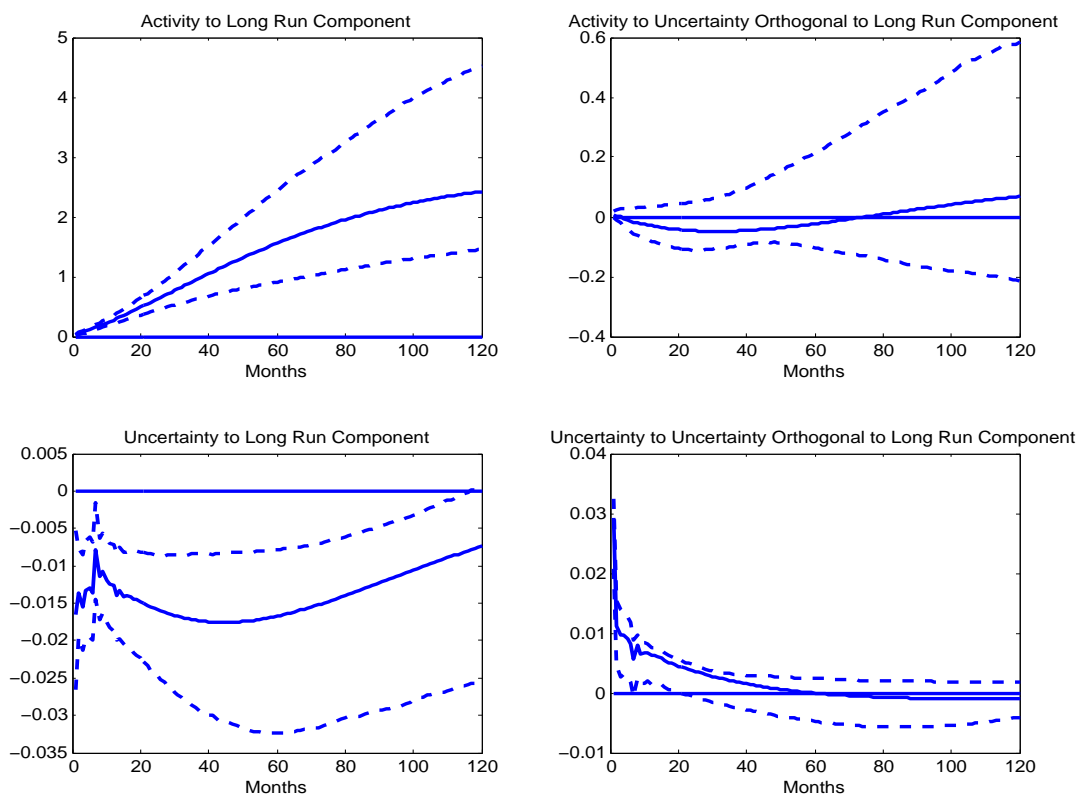 Activity to Long Run Component
5
4
3
2
1
0
0 20 40 60 80 100 120
Months
Activity to Uncertainty Orthogonal to Long Run Component
0.6
0.4
0.2
0
−0.2
−0.4
0 20 40 60 80 100 120
Months
Uncertainty to Long Run Component
0.005
0
−0.005
−0.01
−0.015
−0.02
−0.025
−0.03
−0.035
0 20 40 60 80 100 120
Months
Uncertainty to Uncertainty Orthogonal to Long Run Component
0.04
0.03
0.02
0.01
0
−0.01
0 20 40 60 80 100 120
Months